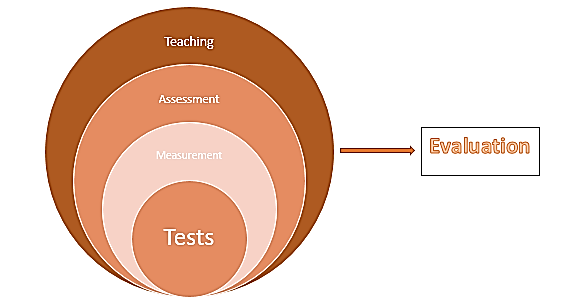 Teaching
Assessment
Measurement
Tests
Evaluation